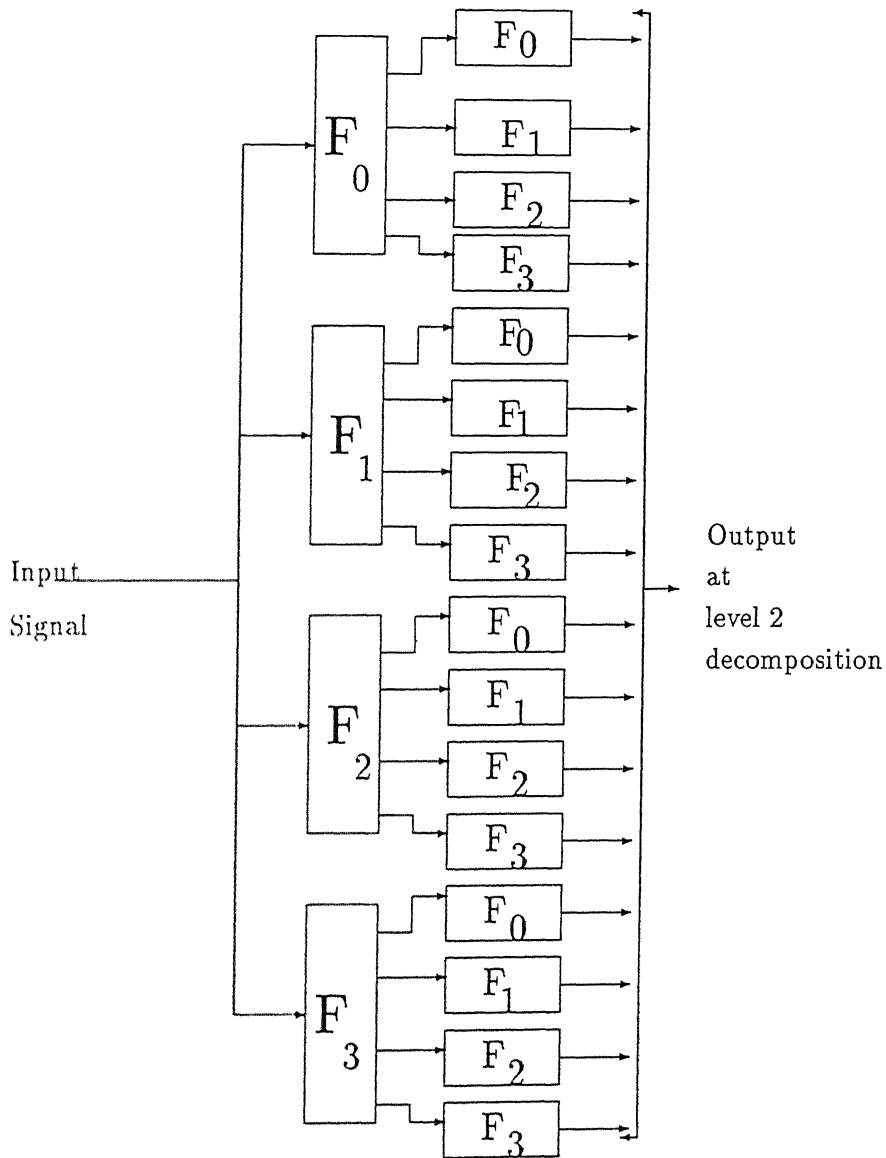 F0
F1
F2
F3
F0
F0
F1
F2
F3
F1
Input
Signal
F0
F1
F2
F3
F2
F0
F1
F2
F3
F3
Output
at
level 2
decomposition